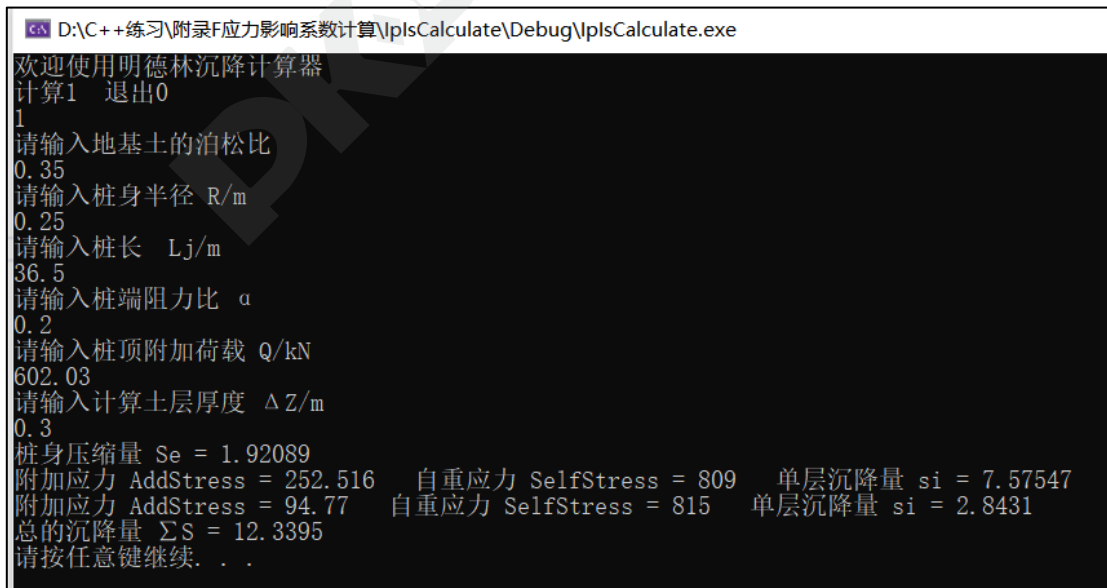 D:\C++练习\附录F应力影响系数计算\IpIsCalculate\Debug\IpIsCalculate.exe
欢迎使用明德林沉降计算器
计算1 退出0
1
请输入地基土的泊松比
0.35
请输入桩身半径 R/m
0.25
请输入桩长 Lj/m
36.5
请输入桩端阻力比 α
0.2
请输入桩顶附加荷载 Q/kN
602.03
请输入计算土层厚度 ΔZ/m
0.3
桩身压缩量 Se = 1.92089
附加应力 AddStress = 252.516 自重应力 SelfStress = 809 单层沉降量 si = 7.57547
附加应力 AddStress = 94.77 自重应力 SelfStress = 815 单层沉降量 si = 2.8431
总的沉降量 ΣS = 12.3395
请按任意键继续. . .